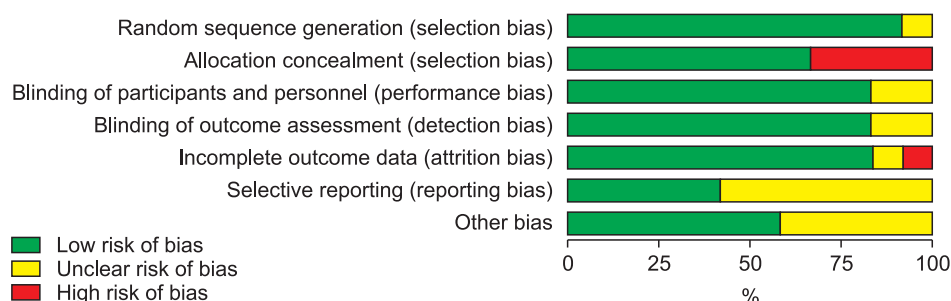 Random sequence generation (selection bias)
Allocation concealment (selection bias)
Blinding of participants and personnel (performance bias)
Blinding of outcome assessment (detection bias)
Incomplete outcome data (attrition bias)
Selective reporting (reporting bias)
Other bias
Low risk of bias
Unclear risk of bias
High risk of bias
0 25 50 75 100
%